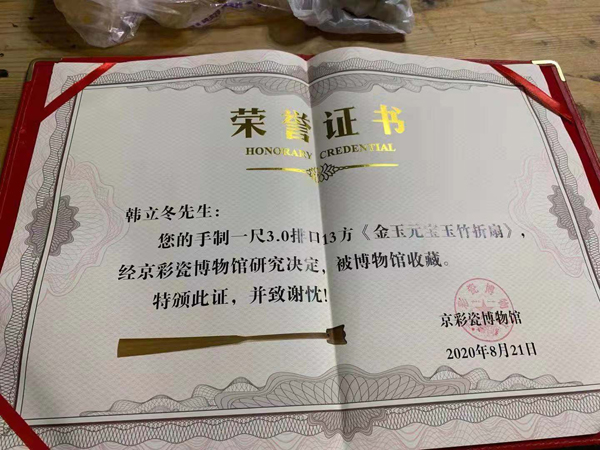 荣誉证书
HONORARY CREDENTIAL
韩立冬先生：
您的手制一尺3.0排口13方《金玉元宝玉竹折扇》，
经京彩瓷博物馆研究决定，被博物馆收藏。
特颁此证，并致谢忱！
京彩瓷博物馆
2020年8月21日